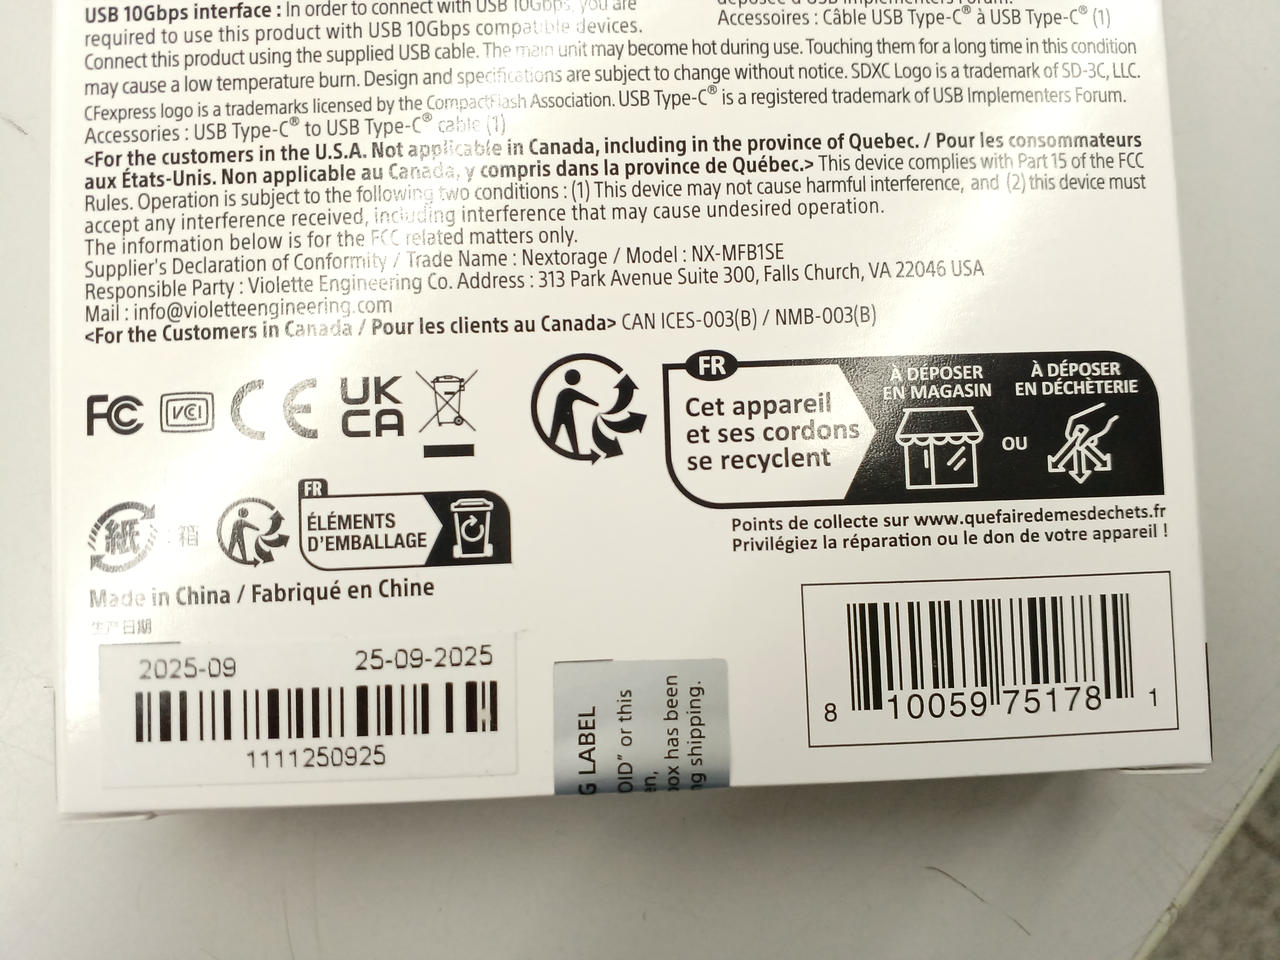 USB 10Gbps interface : In order to connect with USB 10Gbps, you are
required to use this product with USB 10Gbps compatible devices.
Accessoires : Câble USB Type-C® à USB Type-C® (1)
Connect this product using the supplied USB cable. The main unit may become hot during use. Touching them for a long time in this condition
may cause a low temperature burn. Design and specifications are subject to change without notice. SDXC Logo is a trademark of SD-3C, LLC.
CFexpress logo is a trademarks licensed by the CompactFlash Association. USB Type-C® is a registered trademark of USB Implementers Forum.
Accessories : USB Type-C® to USB Type-C® cable (1)
<For the customers in the U.S.A. Not applicable in Canada, including in the province of Quebec. / Pour les consommateurs
aux États-Unis. Non applicable au Canada, y compris dans la province de Québec.> This device complies with Part 15 of the FCC
Rules. Operation is subject to the following two conditions : (1) This device may not cause harmful interference, and (2) this device must
accept any interference received, including interference that may cause undesired operation.
The information below is for the FCC related matters only.
Supplier's Declaration of Conformity / Trade Name : Nextorage / Model : NX-MFB1SE
Responsible Party : Violette Engineering Co. Address : 313 Park Avenue Suite 300, Falls Church, VA 22046 USA
Mail : info@violetteengineering.com
<For the Customers in Canada / Pour les clients au Canada> CAN ICES-003(B) / NMB-003(B)
FC VCI CE UK CA
FR
Cet appareil
et ses cordons
se recyclent
À DÉPOSER
EN MAGASIN
OU
À DÉPOSER
EN DÉCHÈTERIE
Points de collecte sur www.quefairedemesdechets.fr
Privilégiez la réparation ou le don de votre appareil !
紙 : 箱
FR
ÉLÉMENTS
D'EMBALLAGE
Made in China / Fabriqué en Chine
生产日期
2025-09 25-09-2025
1111250925
G LABEL
OID" or this
en,
ox has been
ng shipping.
8 10059 75178 1